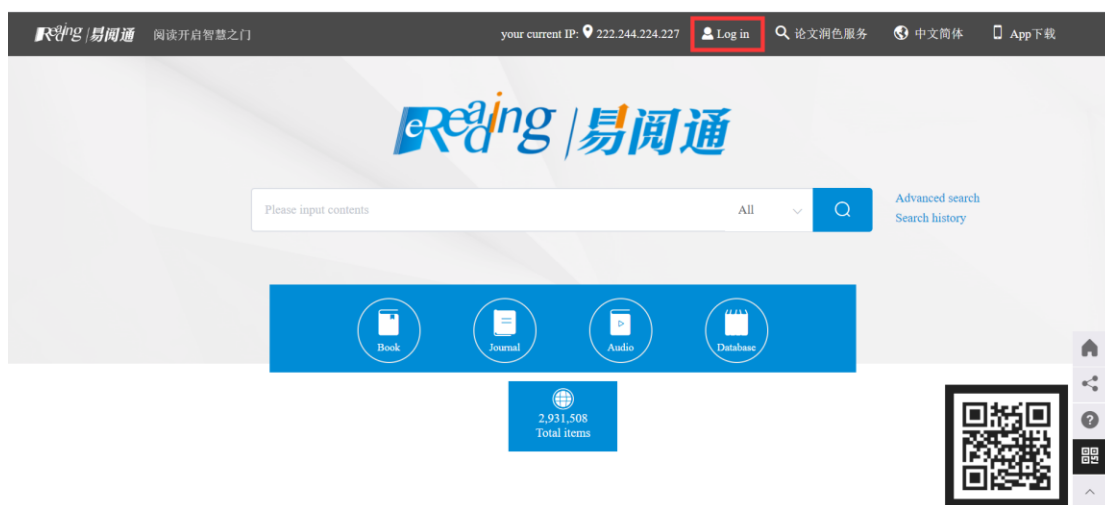 eReading | 易阅通 阅读开启智慧之门 your current IP: 222.244.224.227 Log in 论文润色服务 中文简体 App下载
eReading | 易阅通
Please input contents All
Advanced search
Search history
Book Journal Audio Database
2,931,508
Total items